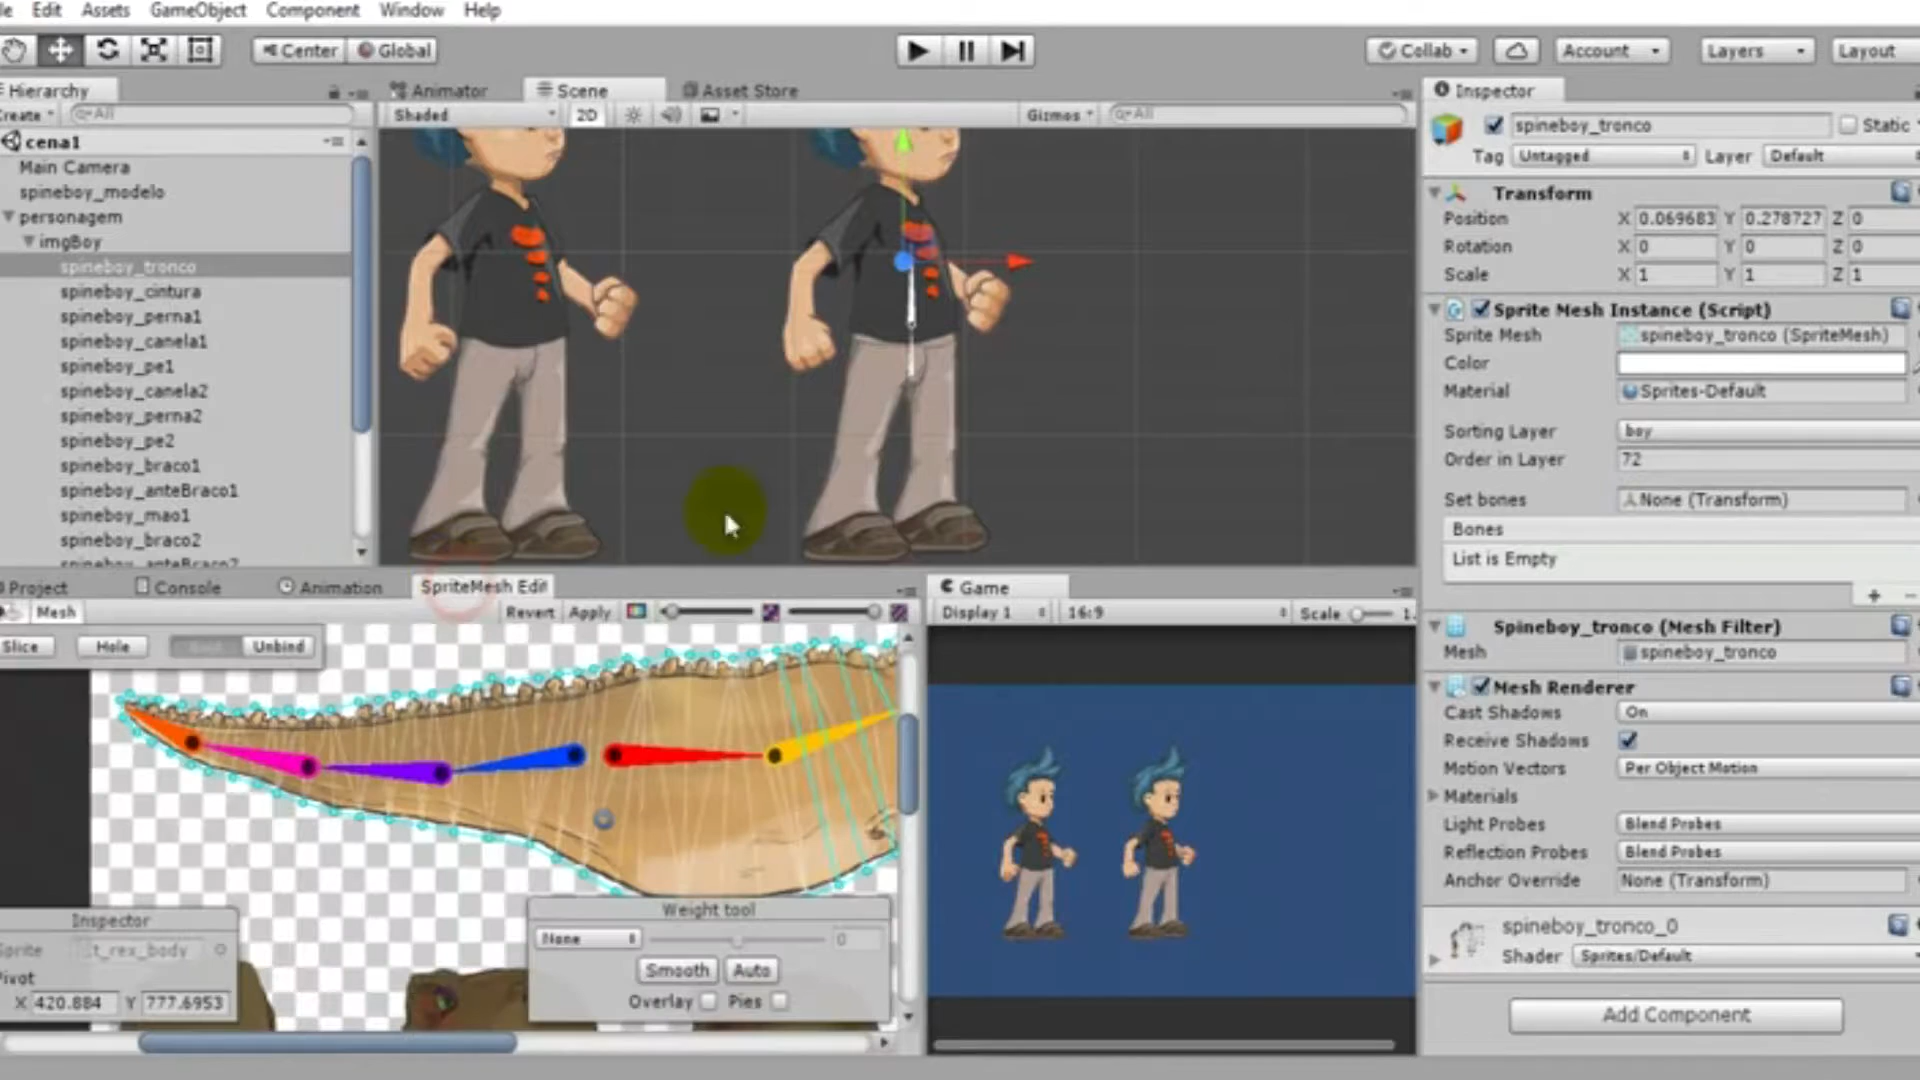 le Edit Assets GameObject Component Window Help
Center Global
Collab Account Layers Layout
Hierarchy
Create All
cena1
Main Camera
spineboy_modelo
personagem
imgBoy
spineboy_tronco
spineboy_cintura
spineboy_perna1
spineboy_canela1
spineboy_pe1
spineboy_canela2
spineboy_perna2
spineboy_pe2
spineboy_braco1
spineboy_anteBraco1
spineboy_mao1
spineboy_braco2
spineboy_anteBraco2
Animator Scene Asset Store
Shaded 2D Gizmos All
Inspector
spineboy_tronco Static
Tag Untagged Layer Default
Transform
Position X 0.069683 Y 0.278727 Z 0
Rotation X 0 Y 0 Z 0
Scale X 1 Y 1 Z 1
Sprite Mesh Instance (Script)
Sprite Mesh spineboy_tronco (SpriteMesh)
Color
Material Sprites-Default
Sorting Layer boy
Order in Layer 72
Set bones None (Transform)
Bones
List is Empty
Spineboy_tronco (Mesh Filter)
Mesh spineboy_tronco
Mesh Renderer
Cast Shadows On
Receive Shadows
Motion Vectors Per Object Motion
Materials
Light Probes Blend Probes
Reflection Probes Blend Probes
Anchor Override None (Transform)
spineboy_tronco_0
Shader Sprites/Default
Add Component
Project Console Animation SpriteMesh Edit
Mesh Revert Apply
Slice Hole Unbind
Inspector
Sprite t_rex_body
Pivot
X 420.884 Y 777.6953
Weight tool
None 0
Smooth Auto
Overlay Pies
Game
Display 1 16:9 Scale 1.